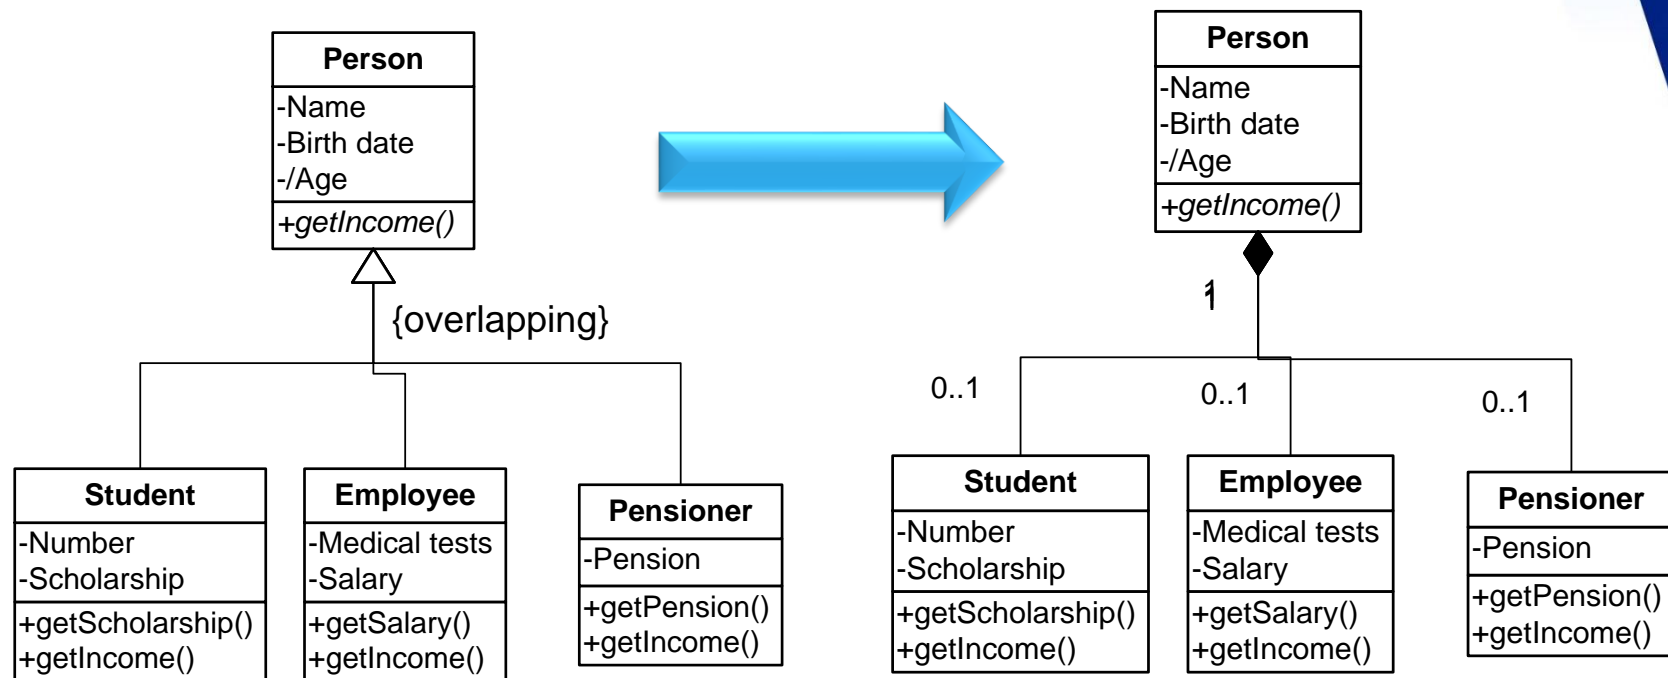 Person
-Name
-Birth date
-/Age
+getIncome()
{overlapping}
Student
-Number
-Scholarship
+getScholarship()
+getIncome()
Employee
-Medical tests
-Salary
+getSalary()
+getIncome()
Pensioner
-Pension
+getPension()
+getIncome()
Person
-Name
-Birth date
-/Age
+getIncome()
1
0..1
0..1
0..1
Student
-Number
-Scholarship
+getScholarship()
+getIncome()
Employee
-Medical tests
-Salary
+getSalary()
+getIncome()
Pensioner
-Pension
+getPension()
+getIncome()